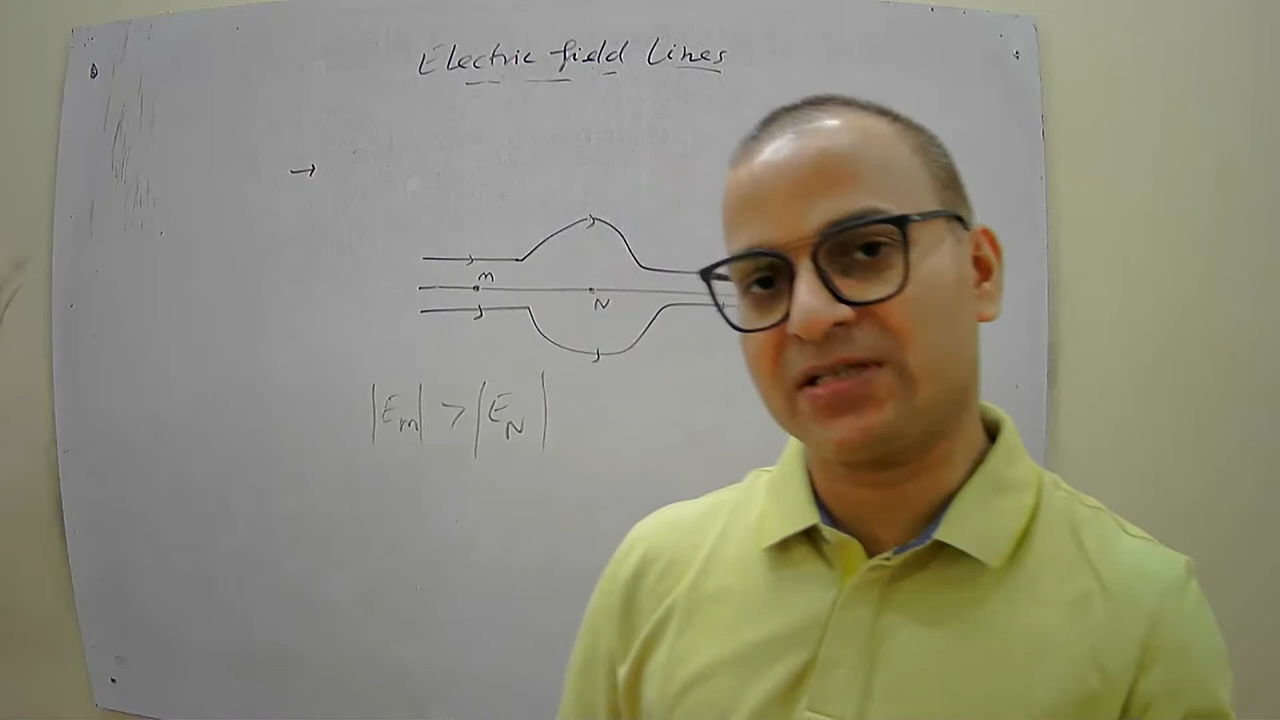 Electric field Lines
→
m
N
|Em| > |EN|